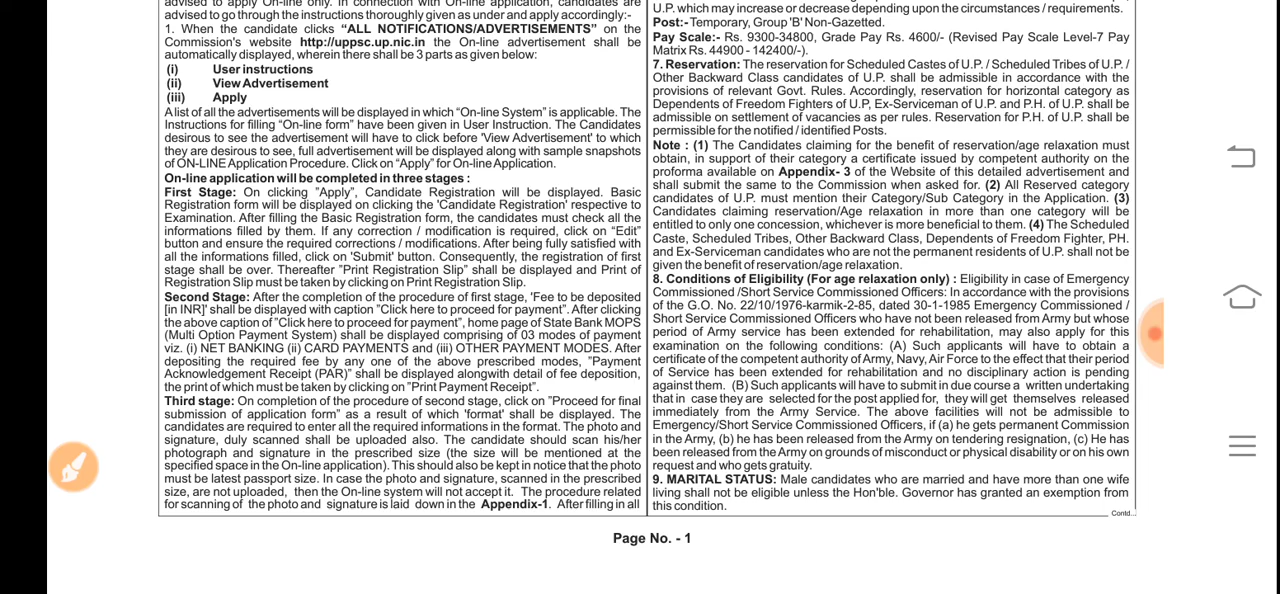 advised to apply On-line only. In connection with On-line application, candidates are
advised to go through the instructions thoroughly given as under and apply accordingly:-
1. When the candidate clicks “ALL NOTIFICATIONS/ADVERTISEMENTS” on the
Commission's website http://uppsc.up.nic.in the On-line advertisement shall be
automatically displayed, wherein there shall be 3 parts as given below:
(i) User instructions
(ii) View Advertisement
(iii) Apply
A list of all the advertisements will be displayed in which “On-line System” is applicable. The
Instructions for filling “On-line form” have been given in User Instruction. The Candidates
desirous to see the advertisement will have to click before 'View Advertisement' to which
they are desirous to see, full advertisement will be displayed along with sample snapshots
of ON-LINE Application Procedure. Click on “Apply” for On-line Application.
On-line application will be completed in three stages :
First Stage: On clicking ”Apply”, Candidate Registration will be displayed. Basic
Registration form will be displayed on clicking the 'Candidate Registration' respective to
Examination. After filling the Basic Registration form, the candidates must check all the
informations filled by them. If any correction / modification is required, click on “Edit”
button and ensure the required corrections / modifications. After being fully satisfied with
all the informations filled, click on 'Submit' button. Consequently, the registration of first
stage shall be over. Thereafter ”Print Registration Slip” shall be displayed and Print of
Registration Slip must be taken by clicking on Print Registration Slip.
Second Stage: After the completion of the procedure of first stage, 'Fee to be deposited
[in INR]' shall be displayed with caption ”Click here to proceed for payment”. After clicking
the above caption of ”Click here to proceed for payment”, home page of State Bank MOPS
(Multi Option Payment System) shall be displayed comprising of 03 modes of payment
viz. (i) NET BANKING (ii) CARD PAYMENTS and (iii) OTHER PAYMENT MODES. After
depositing the required fee by any one of the above prescribed modes, ”Payment
Acknowledgement Receipt (PAR)” shall be displayed alongwith detail of fee deposition,
the print of which must be taken by clicking on ”Print Payment Receipt”.
Third stage: On completion of the procedure of second stage, click on ”Proceed for final
submission of application form” as a result of which 'format' shall be displayed. The
candidates are required to enter all the required informations in the format. The photo and
signature, duly scanned shall be uploaded also. The candidate should scan his/her
photograph and signature in the prescribed size (the size will be mentioned at the
specified space in the On-line application). This should also be kept in notice that the photo
must be latest passport size. In case the photo and signature, scanned in the prescribed
size, are not uploaded, then the On-line system will not accept it. The procedure related
for scanning of the photo and signature is laid down in the Appendix-1. After filling in all
U.P. which may increase or decrease depending upon the circumstances / requirements.
Post:- Temporary, Group 'B' Non-Gazetted.
Pay Scale:- Rs. 9300-34800, Grade Pay Rs. 4600/- (Revised Pay Scale Level-7 Pay
Matrix Rs. 44900 - 142400/-).
7. Reservation: The reservation for Scheduled Castes of U.P. / Scheduled Tribes of U.P. /
Other Backward Class candidates of U.P. shall be admissible in accordance with the
provisions of relevant Govt. Rules. Accordingly, reservation for horizontal category as
Dependents of Freedom Fighters of U.P, Ex-Serviceman of U.P. and P.H. of U.P. shall be
admissible on settlement of vacancies as per rules. Reservation for P.H. of U.P. shall be
permissible for the notified / identified Posts.
Note : (1) The Candidates claiming for the benefit of reservation/age relaxation must
obtain, in support of their category a certificate issued by competent authority on the
proforma available on Appendix- 3 of the Website of this detailed advertisement and
shall submit the same to the Commission when asked for. (2) All Reserved category
candidates of U.P. must mention their Category/Sub Category in the Application. (3)
Candidates claiming reservation/Age relaxation in more than one category will be
entitled to only one concession, whichever is more beneficial to them. (4) The Scheduled
Caste, Scheduled Tribes, Other Backward Class, Dependents of Freedom Fighter, PH.
and Ex-Serviceman candidates who are not the permanent residents of U.P. shall not be
given the benefit of reservation/age relaxation.
8. Conditions of Eligibility (For age relaxation only) : Eligibility in case of Emergency
Commissioned /Short Service Commissioned Officers: In accordance with the provisions
of the G.O. No. 22/10/1976-karmik-2-85, dated 30-1-1985 Emergency Commissioned /
Short Service Commissioned Officers who have not been released from Army but whose
period of Army service has been extended for rehabilitation, may also apply for this
examination on the following conditions: (A) Such applicants will have to obtain a
certificate of the competent authority of Army, Navy, Air Force to the effect that their period
of Service has been extended for rehabilitation and no disciplinary action is pending
against them. (B) Such applicants will have to submit in due course a written undertaking
that in case they are selected for the post applied for, they will get themselves released
immediately from the Army Service. The above facilities will not be admissible to
Emergency/Short Service Commissioned Officers, if (a) he gets permanent Commission
in the Army, (b) he has been released from the Army on tendering resignation, (c) He has
been released from the Army on grounds of misconduct or physical disability or on his own
request and who gets gratuity.
9. MARITAL STATUS: Male candidates who are married and have more than one wife
living shall not be eligible unless the Hon'ble. Governor has granted an exemption from
this condition.
Contd...
Page No. - 1